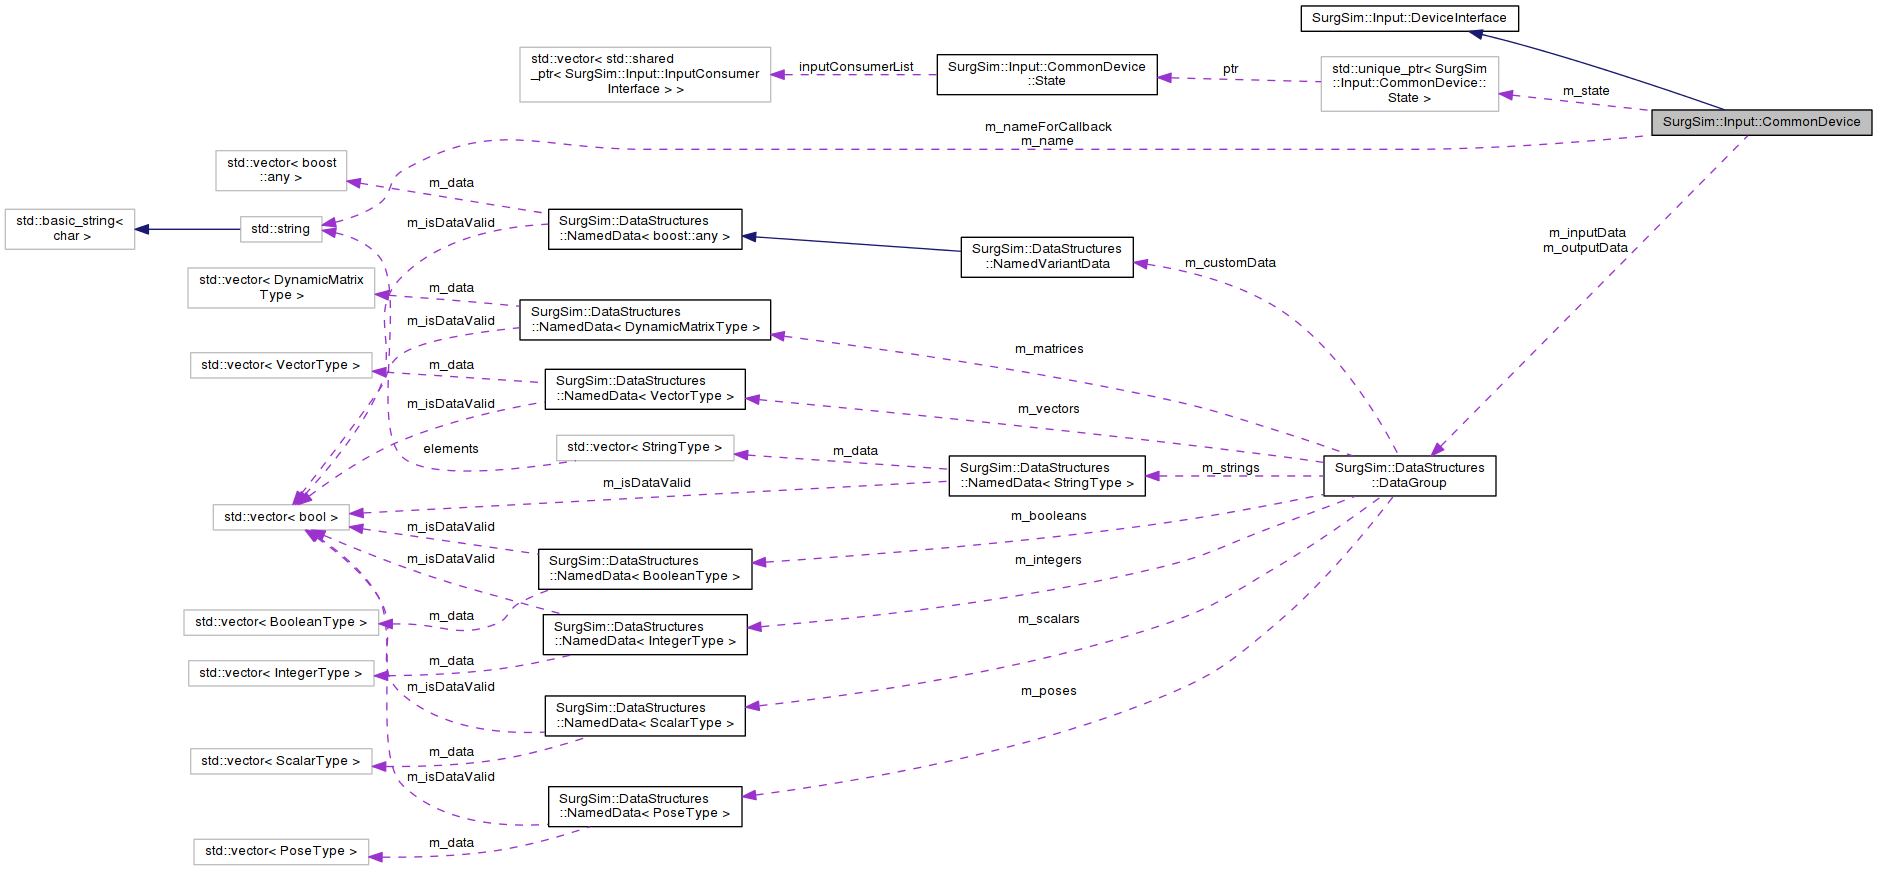 SurgSim::Input::DeviceInterface
std::vector< std::shared
_ptr< SurgSim::Input::InputConsumer
Interface > >
inputConsumerList
SurgSim::Input::CommonDevice
::State
ptr
std::unique_ptr< SurgSim
::Input::CommonDevice::
State >
m_state
SurgSim::Input::CommonDevice
m_nameForCallback
m_name
std::vector< boost
::any >
m_data
std::basic_string<
char >
std::string
m_isDataValid
SurgSim::DataStructures
::NamedData< boost::any >
SurgSim::DataStructures
::NamedVariantData
m_customData
m_inputData
m_outputData
std::vector< DynamicMatrix
Type >
m_data
m_isDataValid
SurgSim::DataStructures
::NamedData< DynamicMatrixType >
m_matrices
std::vector< VectorType >
m_data
m_isDataValid
SurgSim::DataStructures
::NamedData< VectorType >
m_vectors
elements
std::vector< StringType >
m_data
m_isDataValid
SurgSim::DataStructures
::NamedData< StringType >
m_strings
SurgSim::DataStructures
::DataGroup
std::vector< bool >
m_isDataValid
m_isDataValid
SurgSim::DataStructures
::NamedData< BooleanType >
m_booleans
m_integers
std::vector< BooleanType >
m_data
SurgSim::DataStructures
::NamedData< IntegerType >
m_scalars
std::vector< IntegerType >
m_data
m_isDataValid
SurgSim::DataStructures
::NamedData< ScalarType >
m_poses
std::vector< ScalarType >
m_data
m_isDataValid
SurgSim::DataStructures
::NamedData< PoseType >
std::vector< PoseType >
m_data